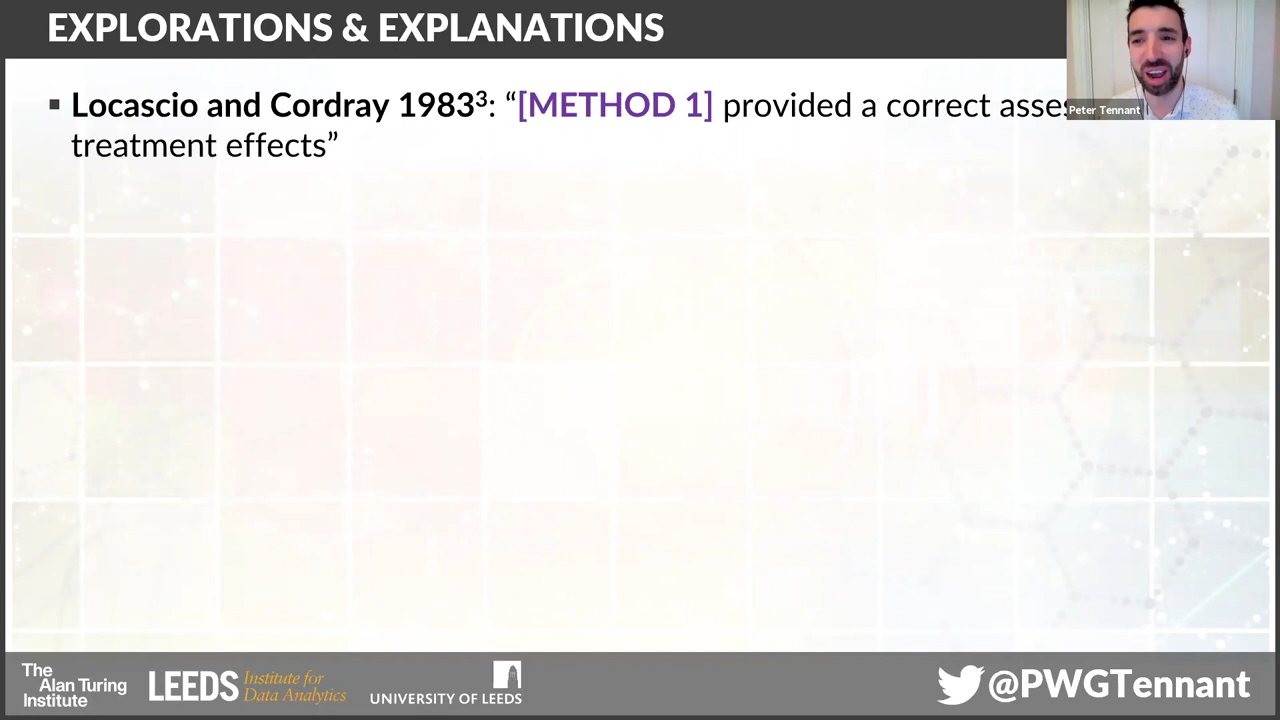 EXPLORATIONS & EXPLANATIONS
▪ Locascio and Cordray 1983³: “[METHOD 1] provided a correct
treatment effects”
Peter Tennant
The
Alan Turing
Institute
LEEDS Institute for
Data Analytics
UNIVERSITY OF LEEDS
@PWGTennant